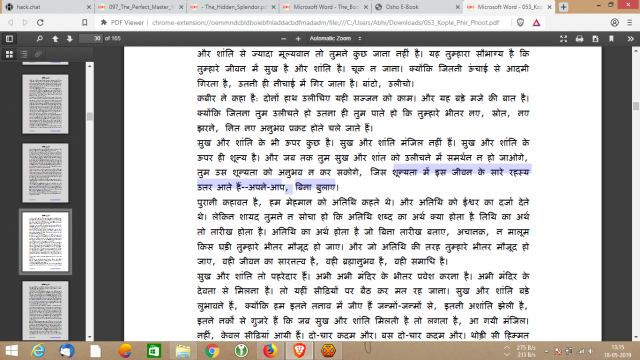 hack.chat
097_The_Perfect_Master_
- The_Hidden_Splendor.p
Microsoft Word - The_Boo
Osho E-Book
Microsoft Word - 053_Kople
PDF Viewer
chrome-extension://oemmndcbldboiebfnladdacbdfmadadm/file:///C:/Users/Abhi/Downloads/053_Kople_Phir_Phoot.pdf
30 of 165
Automatic Zoom
और शांति से ज्यादा मूल्यवान तो तुमने कुछ जाना नहीं है। यह तुम्हारा सौभाग्य है कि
तुम्हारे जीवन में सुख है और शांति है। चूक न जाना। क्योंकि जितनी ऊंचाई से आदमी
गिरता है, उतनी ही नीचाई में गिर जाता है। बांटो, उलीचो।
कबीर ने कहा है: दोनों हाथ उलीचिए यही सज्जन को काम। और यह बड़े मजे की बात है।
क्योंकि जितना तुम उलीचते हो उतना ही तुम पाते हो कि तुम्हारे भीतर नए, स्रोत, नए
झरने, नित नए अनुभव प्रकट होते चले जाते हैं।
सुख और शांति के भी ऊपर कुछ है। सुख और शांति मंजिल नहीं हैं। सुख और शांति के
ऊपर ही शून्य है। और जब तक तुम सुख और शांत को उलीचने में समर्थन न हो जाओगे,
तुम उस शून्यता को अनुभव न कर सकोगे, जिस शून्यता में इस जीवन के सारे रहस्य
उतर आते हैं--अपने-आप, बिना बुलाए।
पुरानी कहावत है, हम मेहमान को अतिथि कहते थे। और अतिथि को ईश्वर का दर्जा देते
थे। लेकिन शायद तुमने न सोचा हो कि अतिथि शब्द का अर्थ क्या होता है तिथि का अर्थ
तो तारीख होता है। अतिथि का अर्थ है जो बिना तारीख बताए, अचानक, न मालूम
किस घड़ी तुम्हारे भीतर मौजूद हो जाए। और जो अतिथि की तरह तुम्हारे भीतर मौजूद हो
जाए, वही जीवन का सारतत्व है, वही ब्रह्मानुभव है, वही समाधि है।
सुख और शांति तो पहरेदार हैं। अभी अभी मंदिर के भीतर प्रवेश करना है। अभी मंदिर के
देवता से मिलना है। तो यहीं सीढ़ियों पर बैठ कर मत रह जाना। सुख और शांति बड़े
लुभावने हैं, क्योंकि हम इतने तनाव में जीए हैं जन्मों-जन्मों से, इतनी अशांति झेली है,
इतने नर्कों से गुजरे हैं कि जब सुख और शांति मिलती है तो लगता है, आ गयी मंजिल।
नहीं, केवल सीढ़ियां आयी हैं। दो-चार कदम और। बस दो-चार कदम और। थोड़ी सी हिम्मत
13:15
18-05-2019